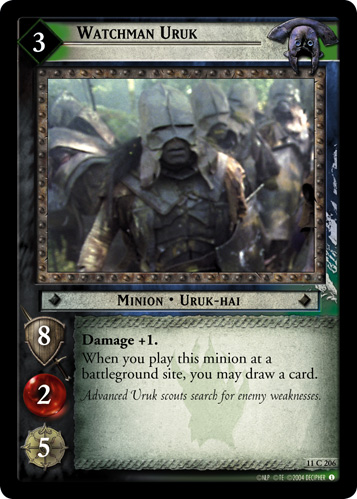 3
Watchman Uruk
Minion • Uruk-hai
8
2
5
Damage +1.
When you play this minion at a
battleground site, you may draw a card.
Advanced Uruk scouts search for enemy weaknesses.
11 C 206
©NLP ©TE ©2004 DECIPHER